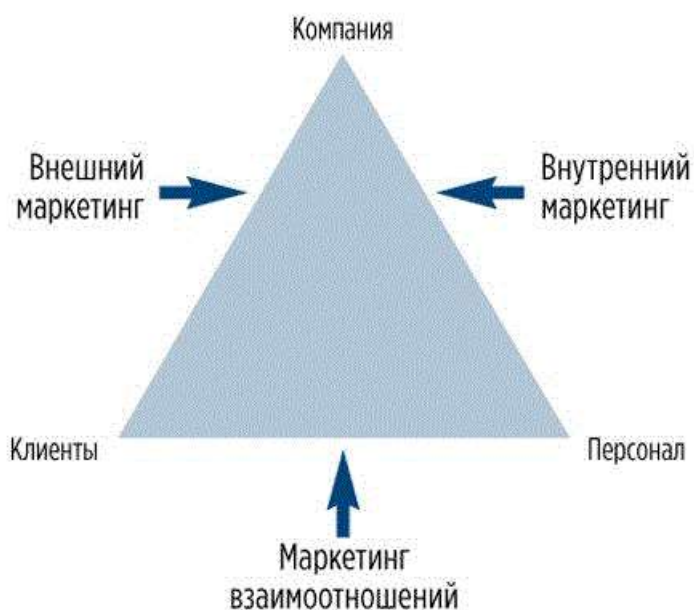 Компания
Внешний
маркетинг
Внутренний
маркетинг
Клиенты
Персонал
Маркетинг
взаимоотношений